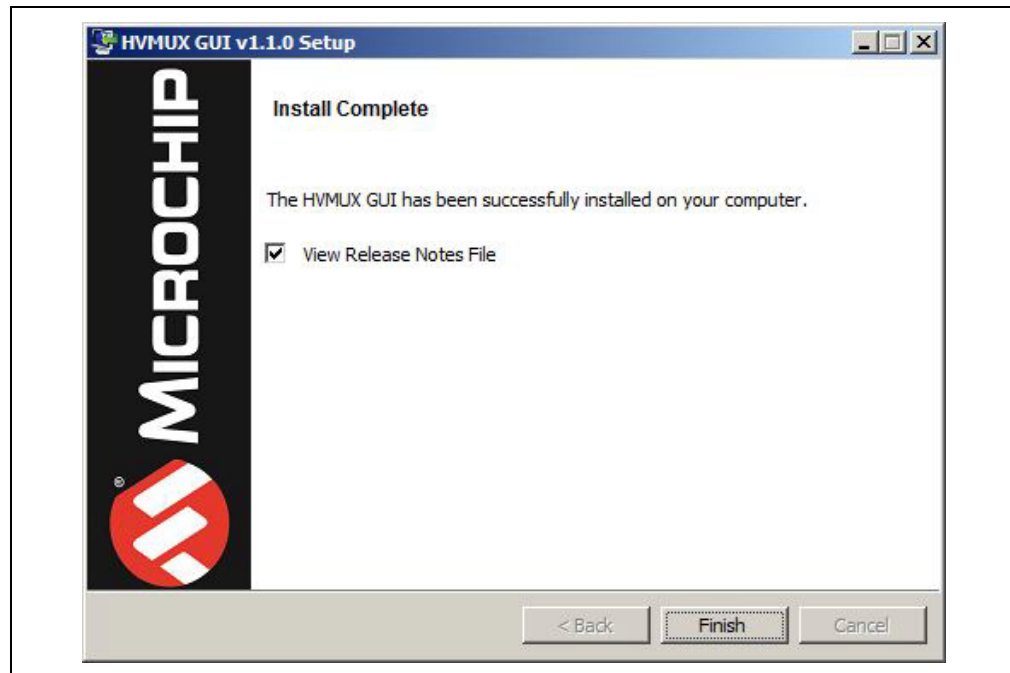 HVMUX GUI v1.1.0 Setup
MICROCHIP
®
Install Complete
The HVMUX GUI has been successfully installed on your computer.
View Release Notes File
< Back
Finish
Cancel